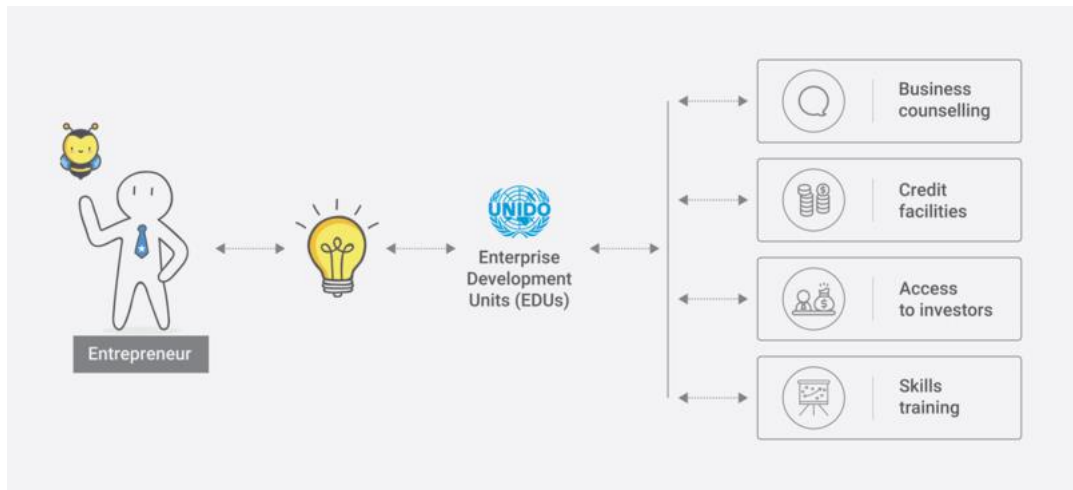 Entrepreneur
UNIDO
Enterprise
Development
Units (EDUs)
Business
counselling
Credit
facilities
Access
to investors
Skills
training